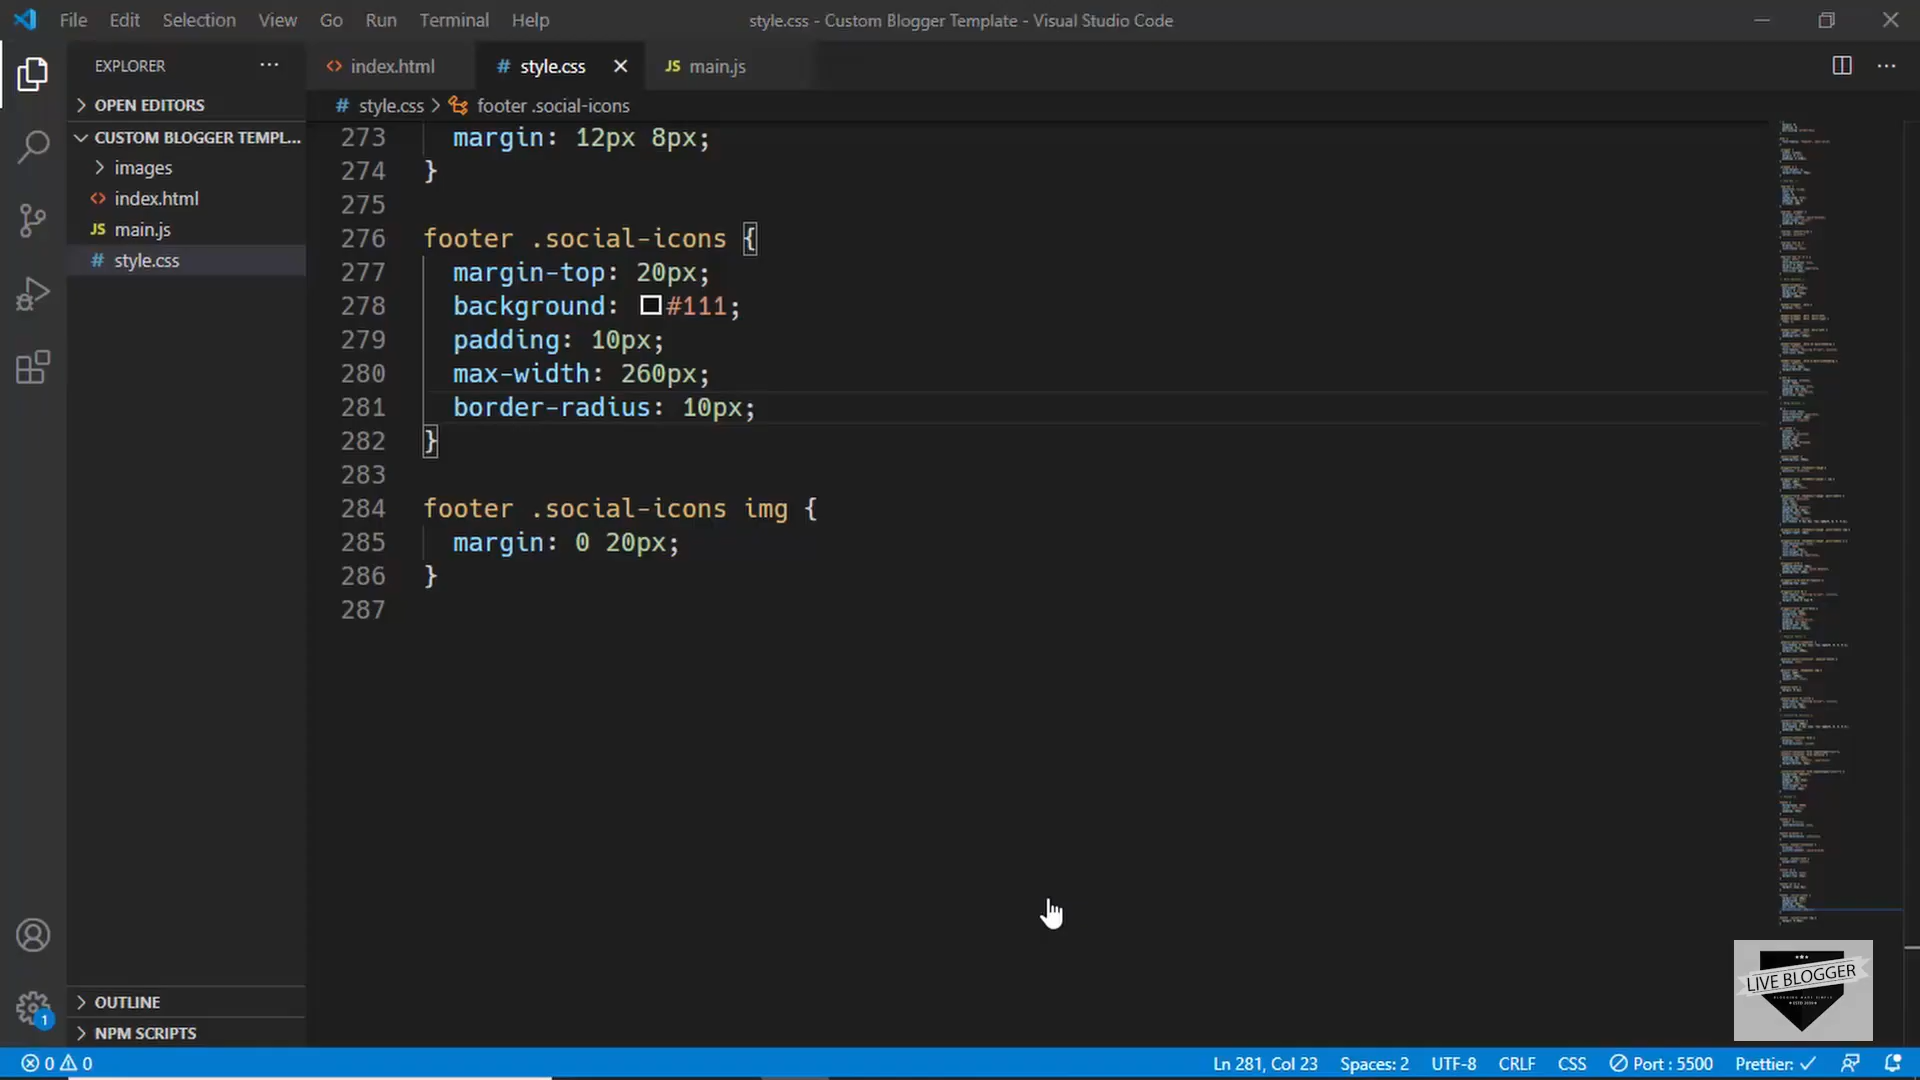 File Edit Selection View Go Run Terminal Help
style.css - Custom Blogger Template - Visual Studio Code
EXPLORER ...
OPEN EDITORS
CUSTOM BLOGGER TEMPL...
images
<> index.html
JS main.js
# style.css
OUTLINE
NPM SCRIPTS
<> index.html
# style.css
JS main.js
# style.css > footer .social-icons
273 margin: 12px 8px;
274 }
275
276 footer .social-icons {
277 margin-top: 20px;
278 background: #111;
279 padding: 10px;
280 max-width: 260px;
281 border-radius: 10px;
282 }
283
284 footer .social-icons img {
285 margin: 0 20px;
286 }
287
LIVE BLOGGER
1
0 0
Ln 281, Col 23 Spaces: 2 UTF-8 CRLF CSS Port : 5500 Prettier: ✓